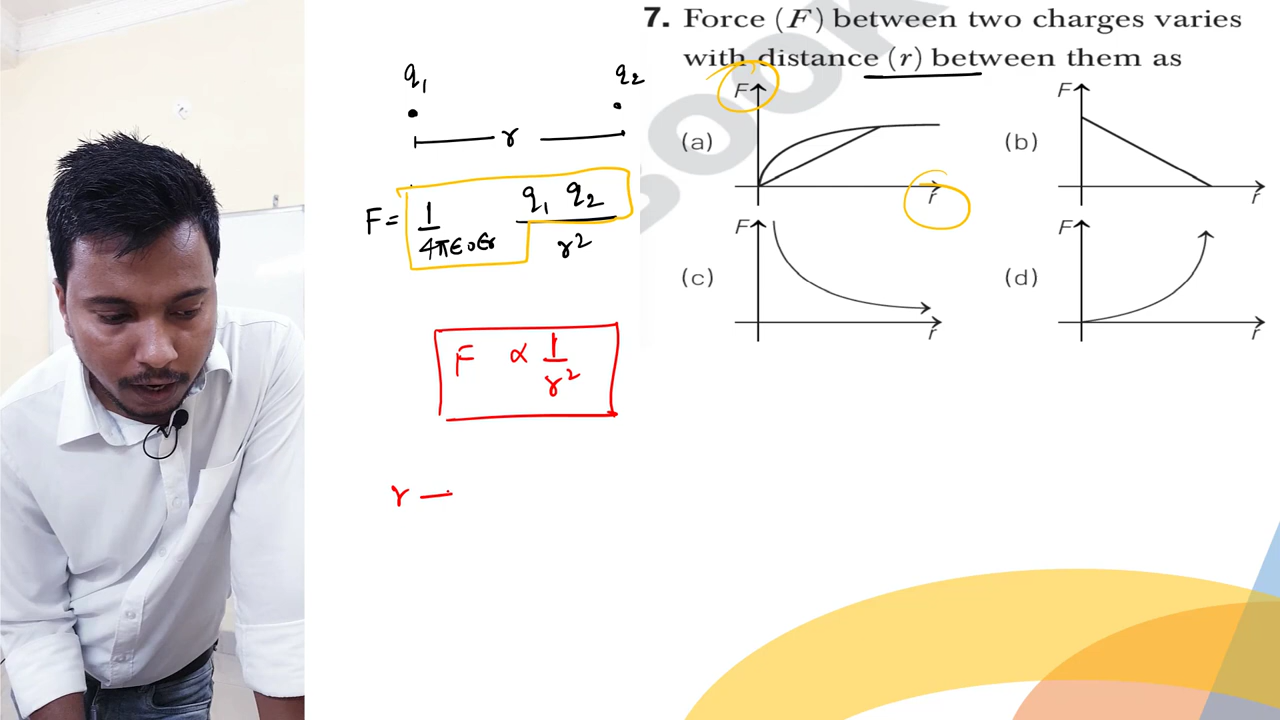 7. Force (F) between two charges varies
with distance (r) between them as
(a) F r
(b) F r
(c) F r
(d) F r
q₁ q₂
r
F = 1/4πϵ₀ϵᵣ q₁ q₂/r²
F ∝ 1/r²
r —
BOOK